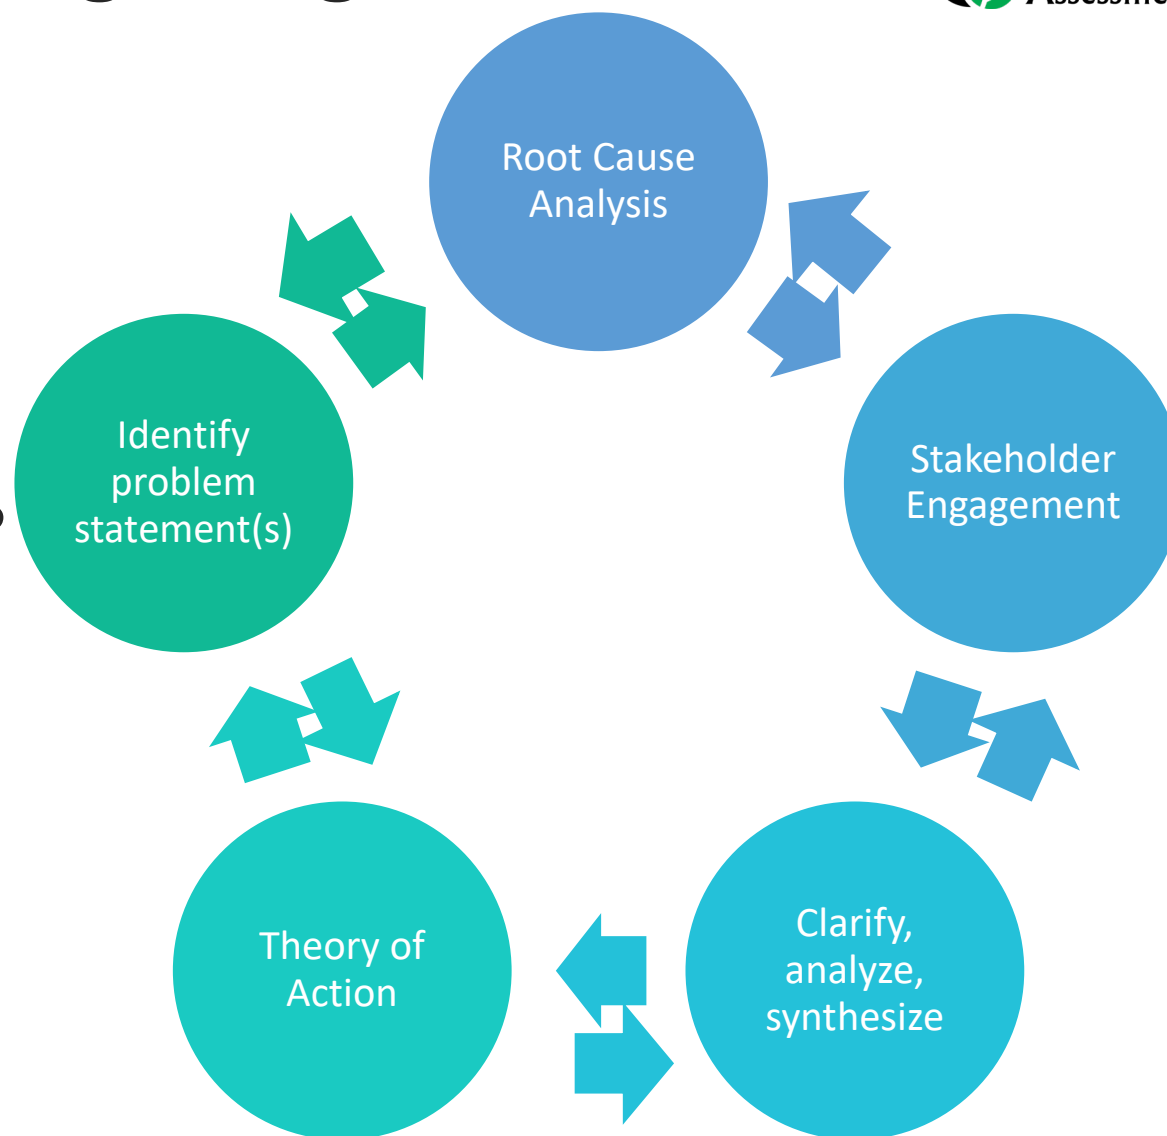 Root Cause
Analysis
Stakeholder
Engagement
Clarify,
analyze,
synthesize
Theory of
Action
Identify
problem
statement(s)